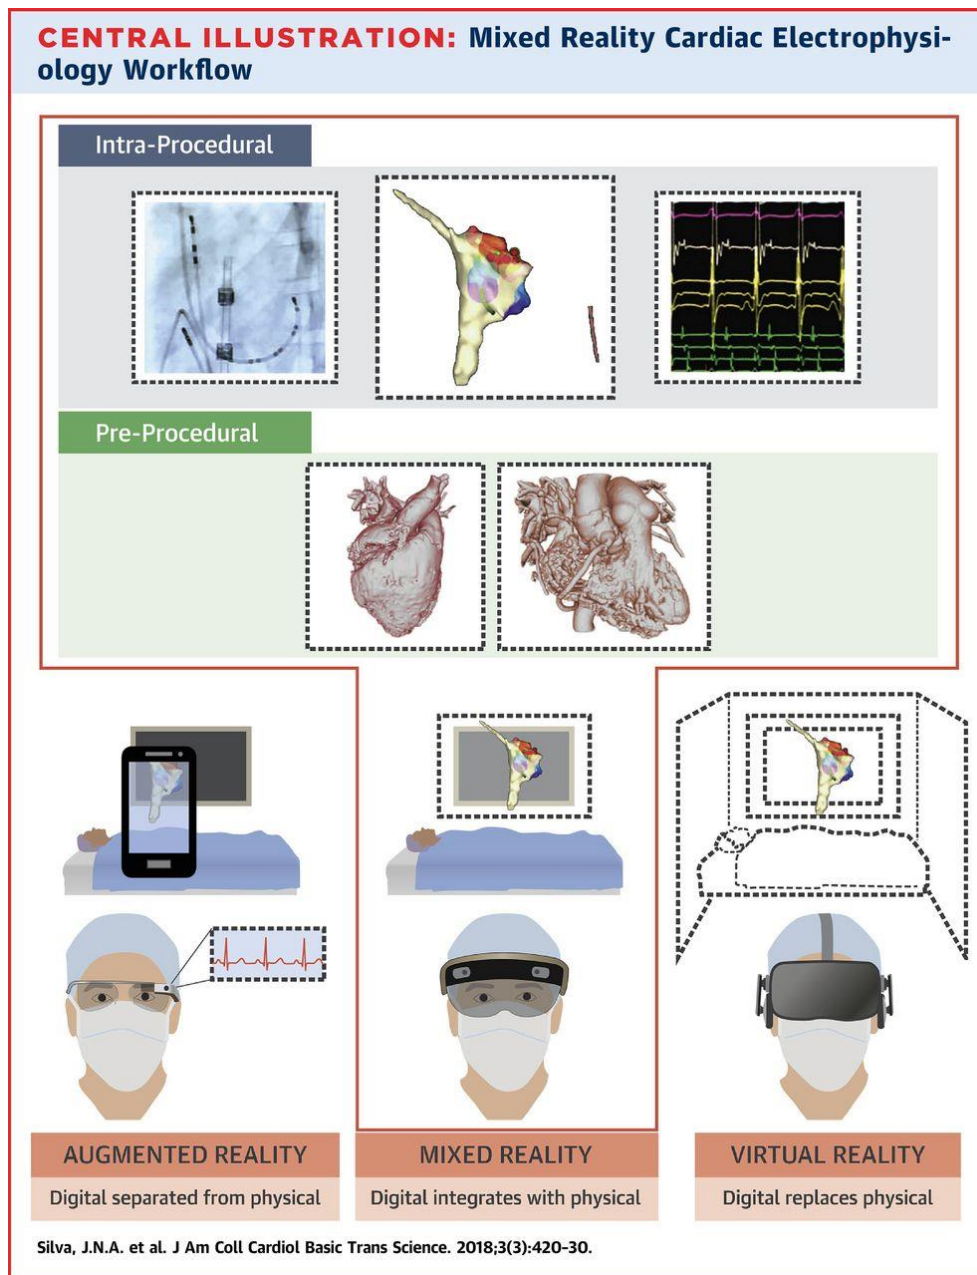 CENTRAL ILLUSTRATION: Mixed Reality Cardiac Electrophysi-
ology Workflow
Intra-Procedural
Pre-Procedural
AUGMENTED REALITY
Digital separated from physical
MIXED REALITY
Digital integrates with physical
VIRTUAL REALITY
Digital replaces physical
Silva, J.N.A. et al. J Am Coll Cardiol Basic Trans Science. 2018;3(3):420-30.